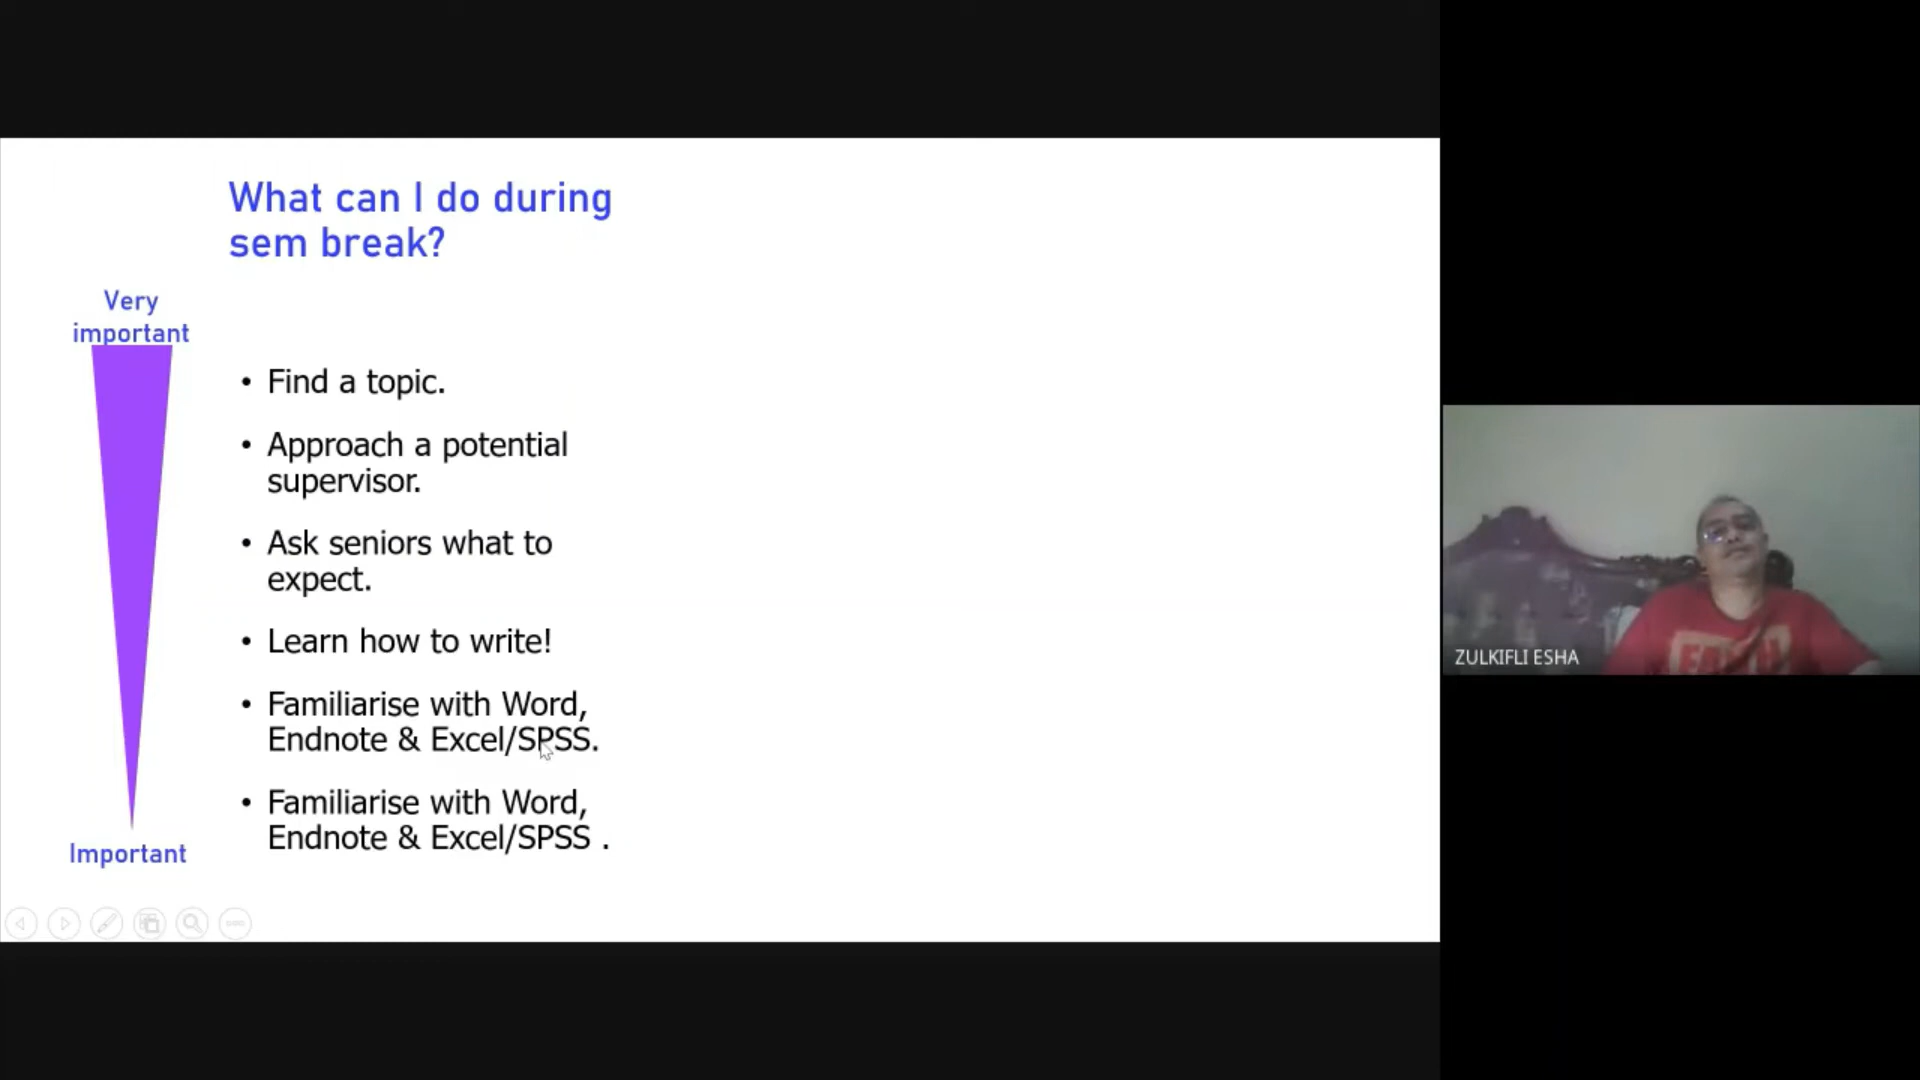 What can I do during
sem break?
Very
important
• Find a topic.
• Approach a potential
supervisor.
• Ask seniors what to
expect.
• Learn how to write!
• Familiarise with Word,
Endnote & Excel/SPSS.
• Familiarise with Word,
Endnote & Excel/SPSS .
Important
ZULKIFLI ESHA